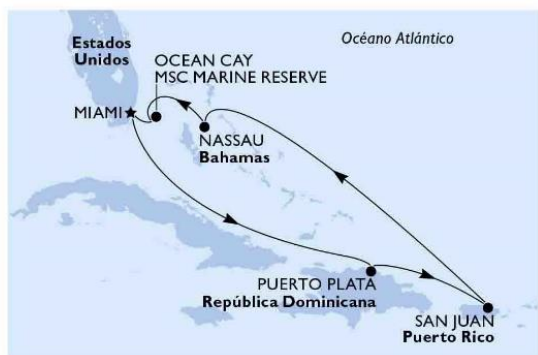 Estados
Unidos
Océano Atlántico
OCEAN CAY
MSC MARINE RESERVE
MIAMI
NASSAU
Bahamas
PUERTO PLATA
República Dominicana
SAN JUAN
Puerto Rico